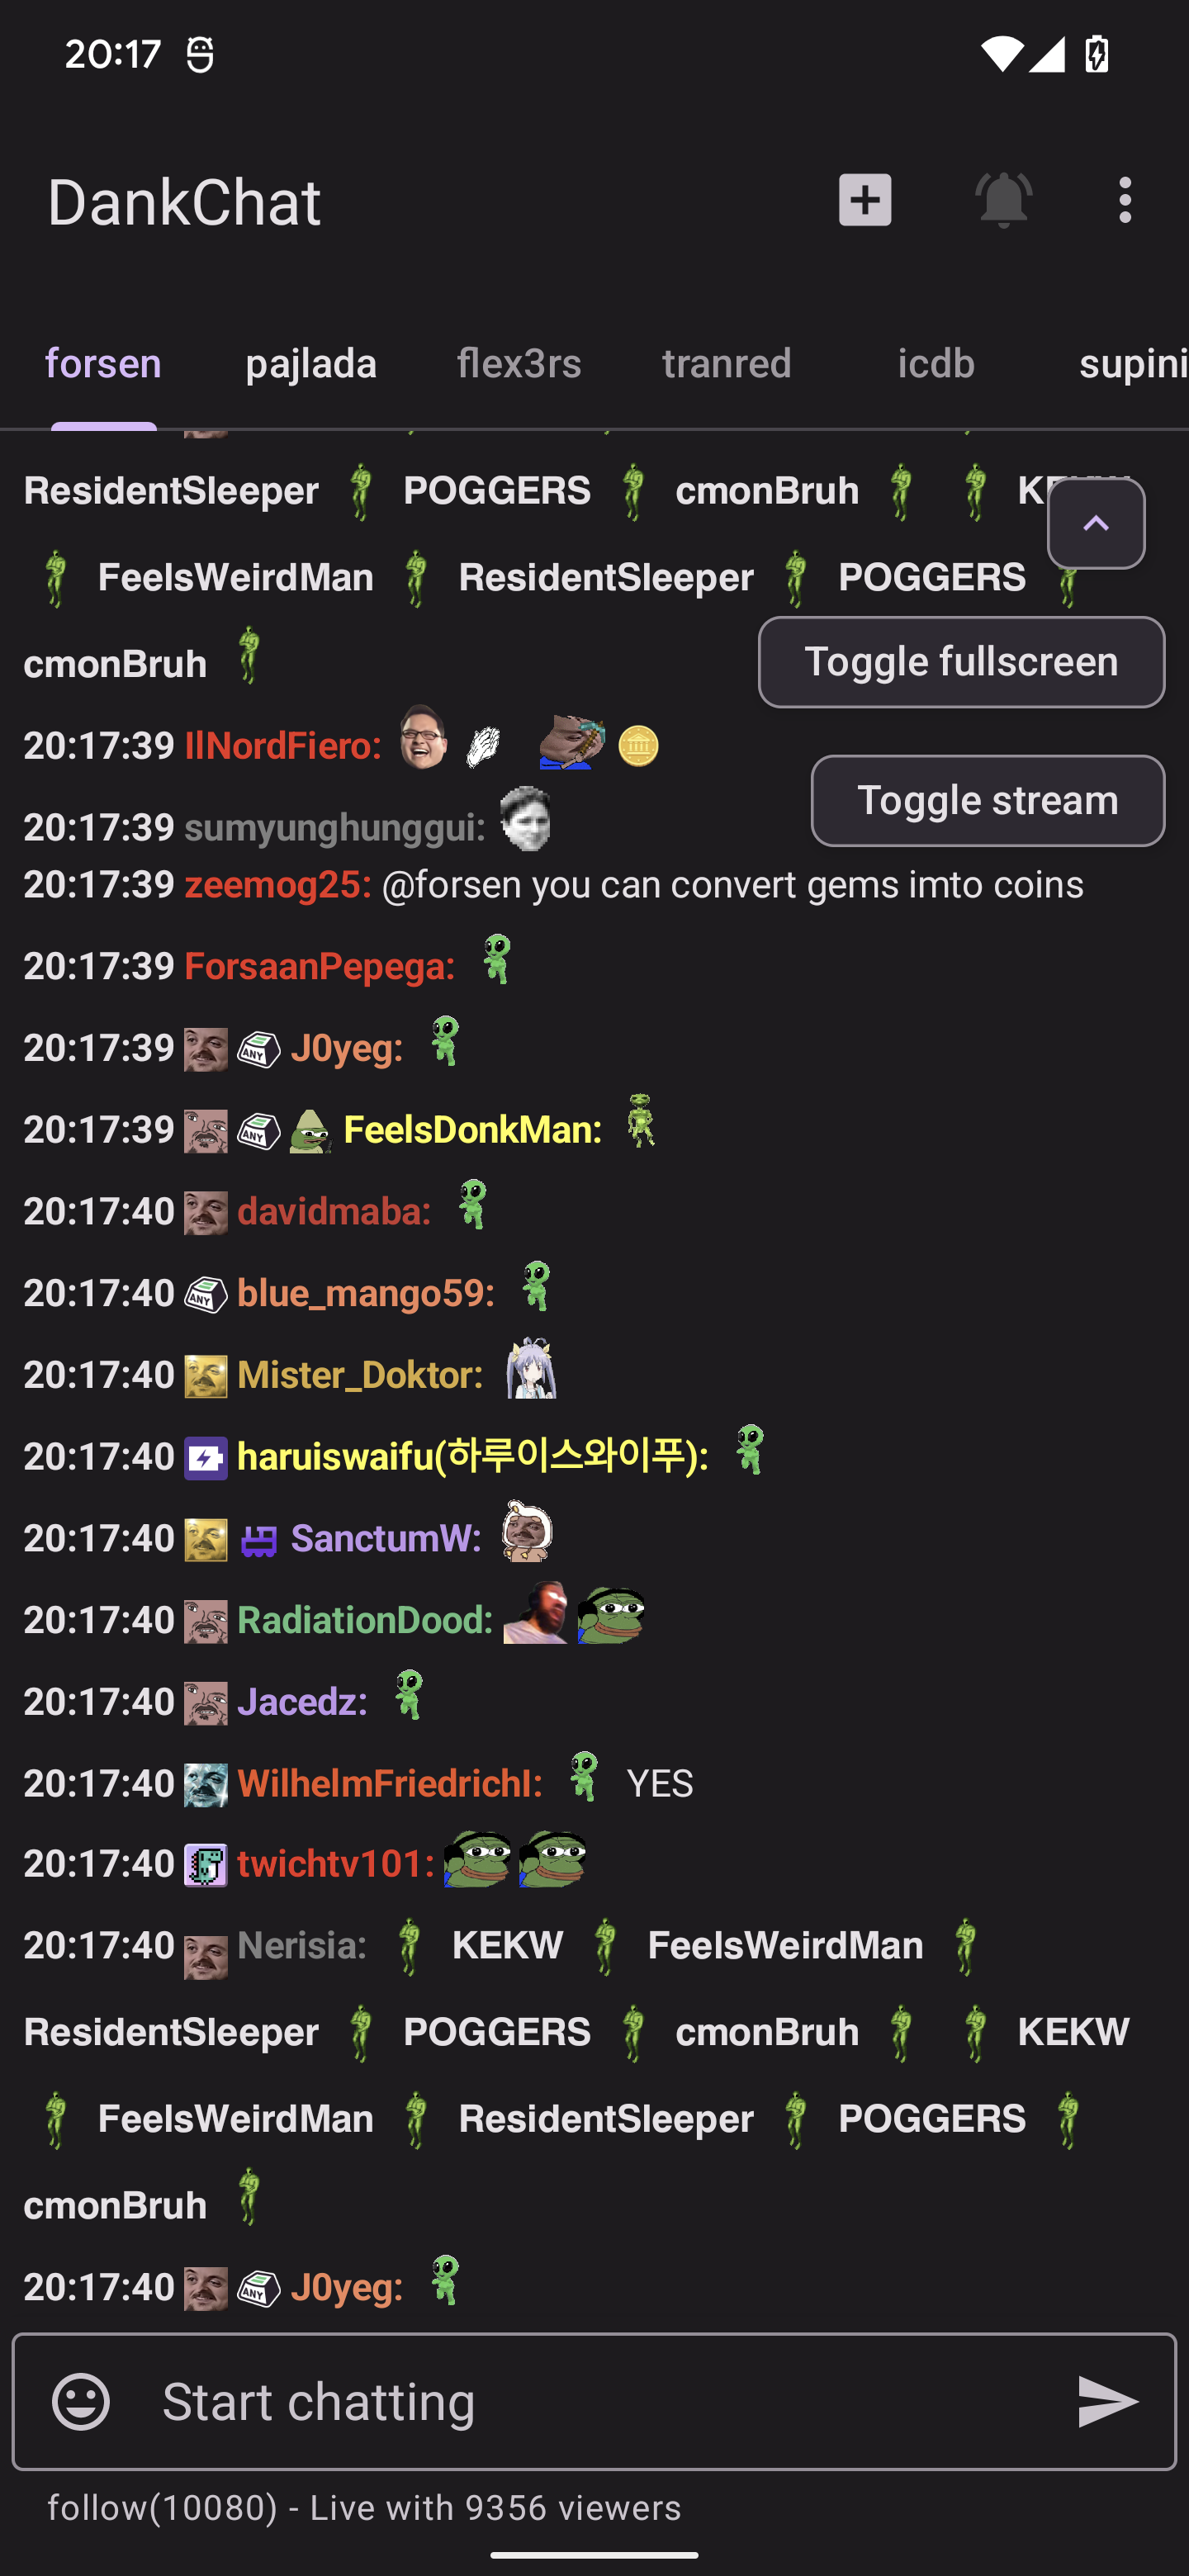 20:17
DankChat
forsen pajlada flex3rs tranred icdb supini
ResidentSleeper POGGERS cmonBruh
FeelsWeirdMan ResidentSleeper POGGERS
cmonBruh
Toggle fullscreen
20:17:39 IlNordFiero:
Toggle stream
20:17:39 sumyunghunggui:
20:17:39 zeemog25: @forsen you can convert gems imto coins
20:17:39 ForsaanPepega:
20:17:39 ANY J0yeg:
20:17:39 ANY FeelsDonkMan:
20:17:40 davidmaba:
20:17:40 ANY blue_mango59:
20:17:40 Mister_Doktor:
20:17:40 haruiswaifu(하루이스와이푸):
20:17:40 SanctumW:
20:17:40 RadiationDood:
20:17:40 Jacedz:
20:17:40 WilhelmFriedrichI: YES
20:17:40 twichtv101:
20:17:40 Nerisia: KEKW FeelsWeirdMan
ResidentSleeper POGGERS cmonBruh KEKW
FeelsWeirdMan ResidentSleeper POGGERS
cmonBruh
20:17:40 ANY J0yeg:
Start chatting
follow(10080) - Live with 9356 viewers